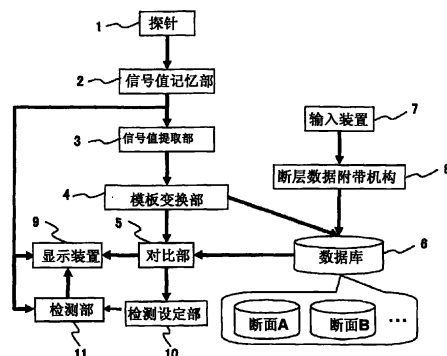 1
探针
2
信号值记忆部
3
信号值提取部
输入装置
7
断层数据附带机构
8
4
模板变换部
9
显示装置
5
对比部
数据库
6
检测部
11
检测设定部
10
断面A
断面B
…